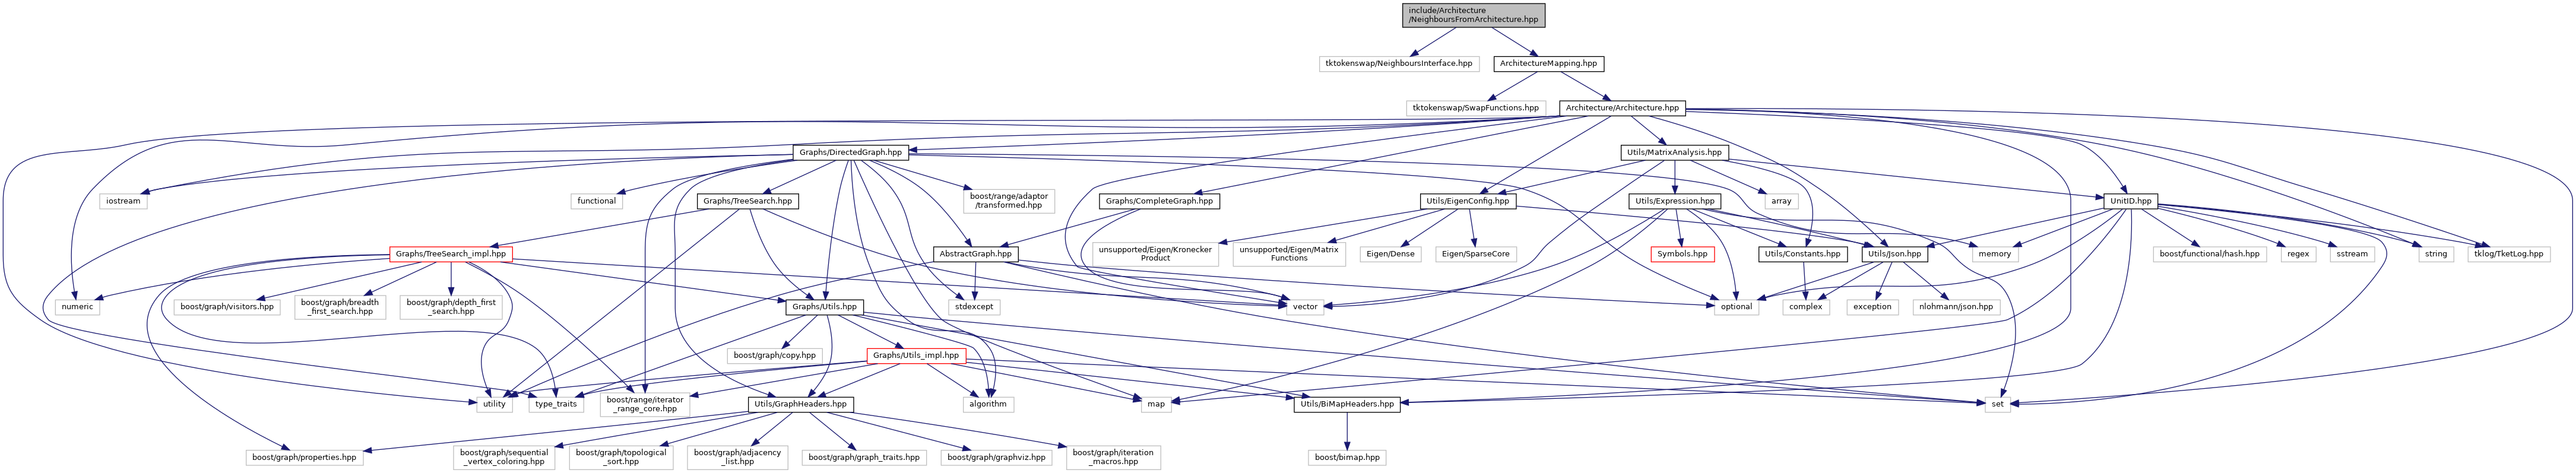 include/Architecture
/NeighboursFromArchitecture.hpp
tktokenswap/NeighboursInterface.hpp
ArchitectureMapping.hpp
tktokenswap/SwapFunctions.hpp
Architecture/Architecture.hpp
Graphs/DirectedGraph.hpp
Utils/MatrixAnalysis.hpp
iostream
functional
Graphs/TreeSearch.hpp
boost/range/adaptor
/transformed.hpp
Graphs/CompleteGraph.hpp
Utils/EigenConfig.hpp
Utils/Expression.hpp
array
UnitID.hpp
Graphs/TreeSearch_impl.hpp
AbstractGraph.hpp
unsupported/Eigen/Kronecker
Product
unsupported/Eigen/Matrix
Functions
Eigen/Dense
Eigen/SparseCore
Symbols.hpp
Utils/Constants.hpp
Utils/Json.hpp
memory
boost/functional/hash.hpp
regex
sstream
string
tklog/TketLog.hpp
numeric
boost/graph/visitors.hpp
boost/graph/breadth
_first_search.hpp
boost/graph/depth_first
_search.hpp
Graphs/Utils.hpp
stdexcept
vector
optional
complex
exception
nlohmann/json.hpp
boost/graph/copy.hpp
Graphs/Utils_impl.hpp
utility
type_traits
boost/range/iterator
_range_core.hpp
Utils/GraphHeaders.hpp
algorithm
map
Utils/BiMapHeaders.hpp
set
boost/graph/properties.hpp
boost/graph/sequential
_vertex_coloring.hpp
boost/graph/topological
_sort.hpp
boost/graph/adjacency
_list.hpp
boost/graph/graph_traits.hpp
boost/graph/graphviz.hpp
boost/graph/iteration
_macros.hpp
boost/bimap.hpp